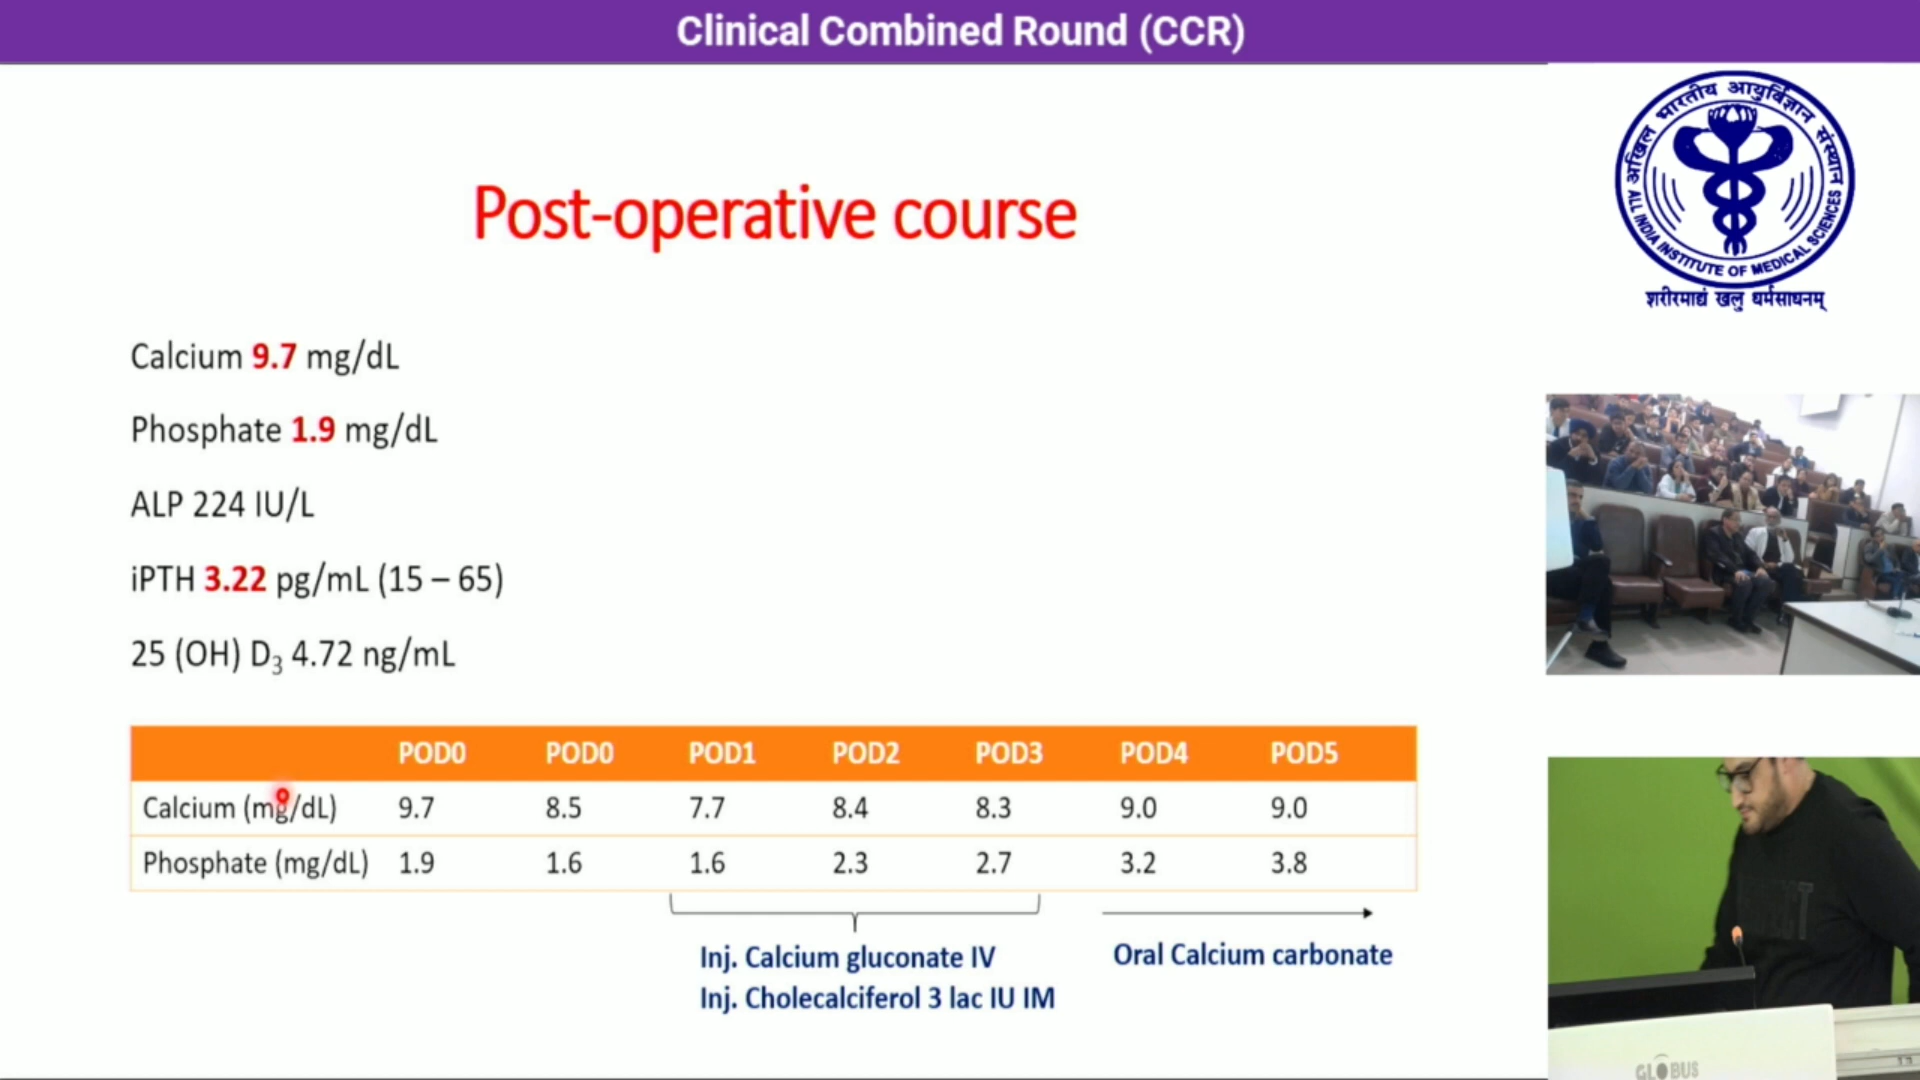 Clinical Combined Round (CCR)
अखिल भारतीय आयुर्विज्ञान संस्थान
ALL INDIA INSTITUTE OF MEDICAL SCIENCES
शरीरमाद्यं खलु धर्मसाधनम्
Post-operative course
Calcium 9.7 mg/dL
Phosphate 1.9 mg/dL
ALP 224 IU/L
iPTH 3.22 pg/mL (15 – 65)
25 (OH) D₃ 4.72 ng/mL
POD0 POD0 POD1 POD2 POD3 POD4 POD5
Calcium (mg/dL) 9.7 8.5 7.7 8.4 8.3 9.0 9.0
Phosphate (mg/dL) 1.9 1.6 1.6 2.3 2.7 3.2 3.8
Inj. Calcium gluconate IV
Inj. Cholecalciferol 3 lac IU IM
Oral Calcium carbonate
GLOBUS